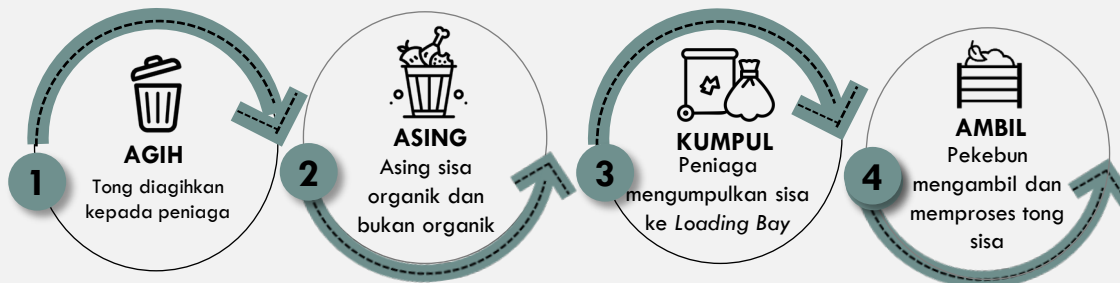 1
AGIH
Tong diagihkan
kepada peniaga
2
ASING
Asing sisa
organik dan
bukan organik
3
KUMPUL
Peniaga
mengumpulkan sisa
ke Loading Bay
4
AMBIL
Pekebun
mengambil dan
memproses tong
sisa